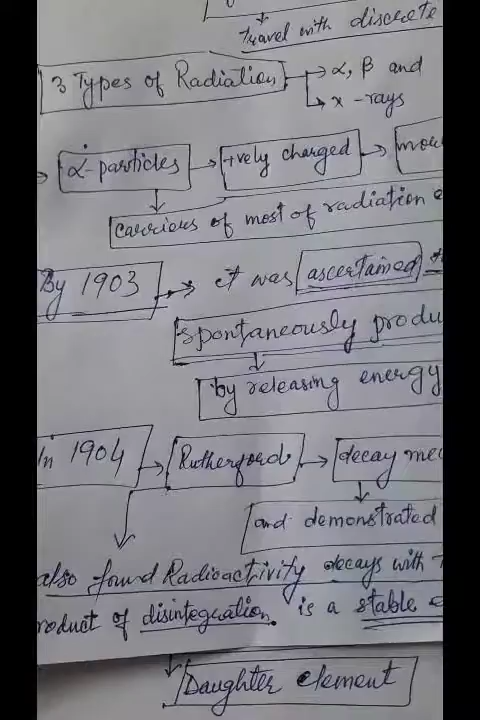 travel with discrete
3 Types of Radiation → α, β and
→ x-rays
→ α-particles → +vely charged →
carriers of most of radiation
By 1903 → it was ascertained
spontaneously produ
by releasing energy
In 1904 → Rutherford → decay
and demonstrated
also found Radioactivity decays with
roduct of disintegration. is a stable
Daughter element